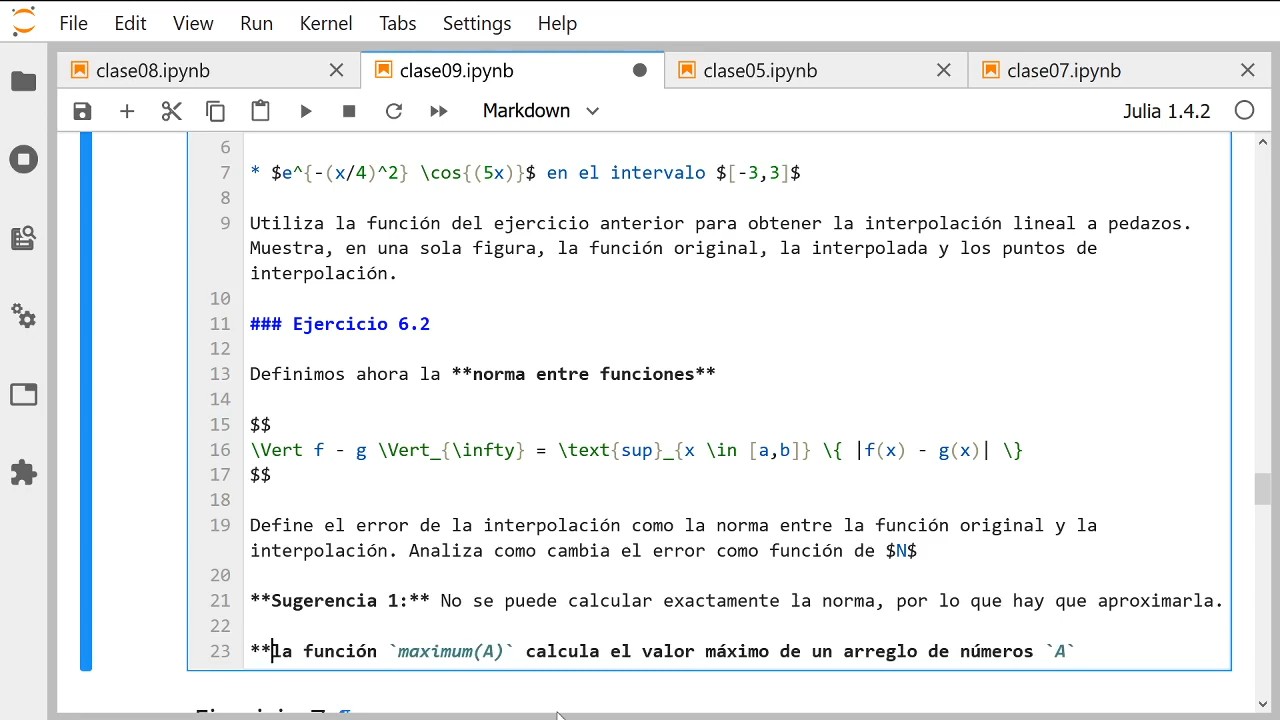 File Edit View Run Kernel Tabs Settings Help
clase08.ipynb clase09.ipynb clase05.ipynb clase07.ipynb
Markdown Julia 1.4.2
6
7 * $e^{-(x/4)^2} \cos{(5x)}$ en el intervalo $[-3,3]$
8
9 Utiliza la función del ejercicio anterior para obtener la interpolación lineal a pedazos.
Muestra, en una sola figura, la función original, la interpolada y los puntos de
interpolación.
10
11 ### Ejercicio 6.2
12
13 Definimos ahora la **norma entre funciones**
14
15 $$
16 \Vert f - g \Vert_{\infty} = \text{sup}_{x \in [a,b]} \{ |f(x) - g(x)| \}
17 $$
18
19 Define el error de la interpolación como la norma entre la función original y la
interpolación. Analiza como cambia el error como función de $N$
20
21 **Sugerencia 1:** No se puede calcular exactamente la norma, por lo que hay que aproximarla.
22
23 **la función `maximum(A)` calcula el valor máximo de un arreglo de números `A`
Ejercicio 7 ¶